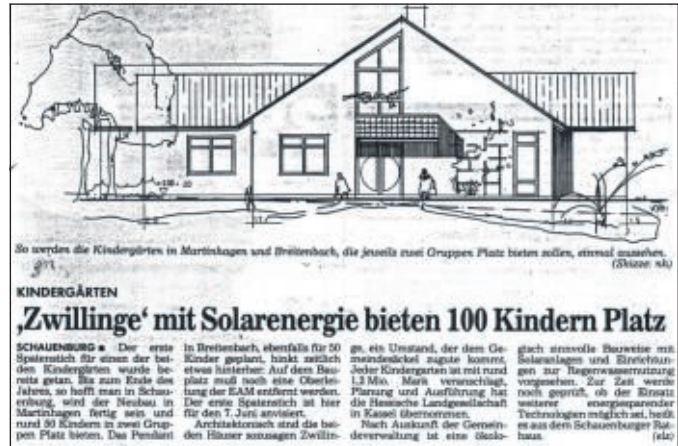 So werden die Kindergärten in Martinhagen und Breitenbach, die jeweils zwei Gruppen Platz bieten sollen, einmal aussehen.
(Skizze: nh)
KINDERGÄRTEN
‚Zwillinge‘ mit Solarenergie bieten 100 Kindern Platz
SCHAUENBURG ■ Der erste
Spatenstich für einen der bei-
den Kindergärten wurde be-
reits getan. Bis zum Ende des
Jahres, so hofft man in Schau-
enburg, wird der Neubau in
Martinhagen fertig sein und
rund 50 Kindern in zwei Grup-
pen Platz bieten. Das Pendant
in Breitenbach, ebenfalls für 50
Kinder geplant, hinkt zeitlich
etwas hinterher: Auf dem Bau-
platz muß noch eine Oberlei-
tung der EAM entfernt werden.
Der erste Spatenstich ist hier
für den 7. Juni anvisiert.
Architektonisch sind die bei-
den Häuser sozusagen Zwillin-
ge, ein Umstand, der dem Ge-
meindesäckel zugute kommt.
Jeder Kindergarten ist mit rund
1,3 Mio. Mark veranschlagt,
Planung und Ausführung hat
die Hessische Landgesellschaft
in Kassel übernommen.
Nach Auskunft der Gemein-
deverwaltung ist eine ökolo-
gisch sinnvolle Bauweise mit
Solaranlagen und Einrichtun-
gen zur Regenwassernutzung
vorgesehen. Zur Zeit werde
noch geprüft, ob der Einsatz
weiterer energiesparender
Technologien möglich sei, heißt
es aus dem Schauenburger Rat-
haus.